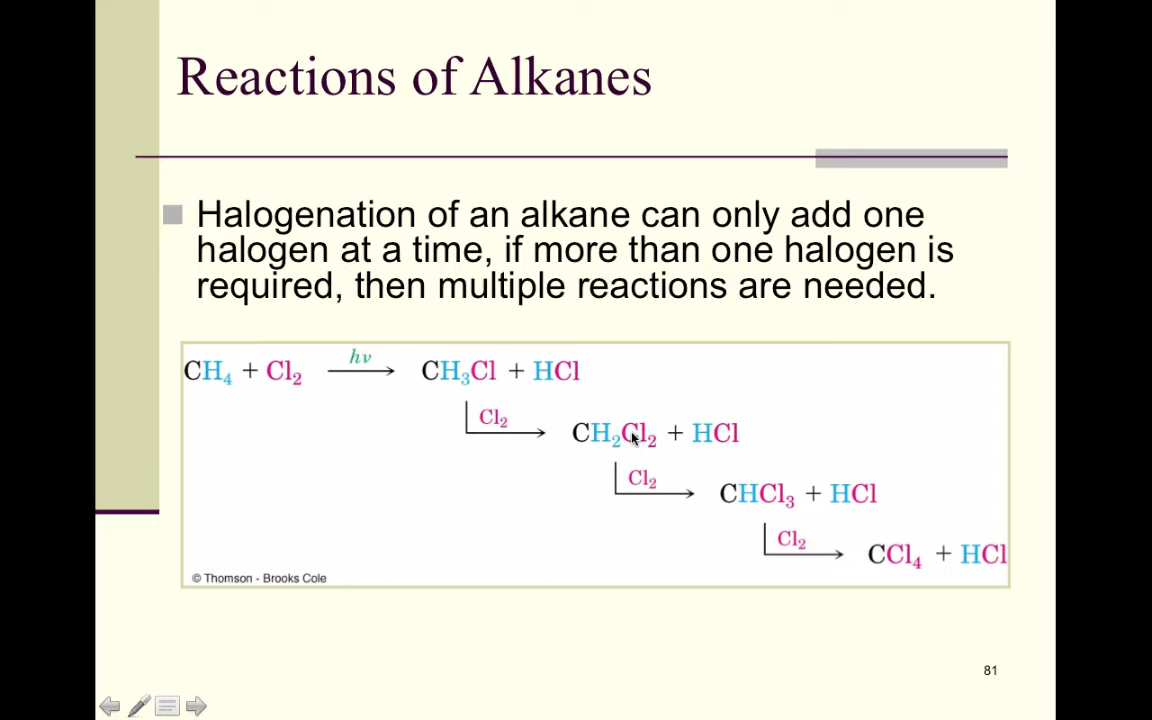 Reactions of Alkanes
Halogenation of an alkane can only add one
halogen at a time, if more than one halogen is
required, then multiple reactions are needed.
CH₄ + Cl₂ hν → CH₃Cl + HCl
Cl₂ → CH₂Cl₂ + HCl
Cl₂ → CHCl₃ + HCl
Cl₂ → CCl₄ + HCl
© Thomson - Brooks Cole
81